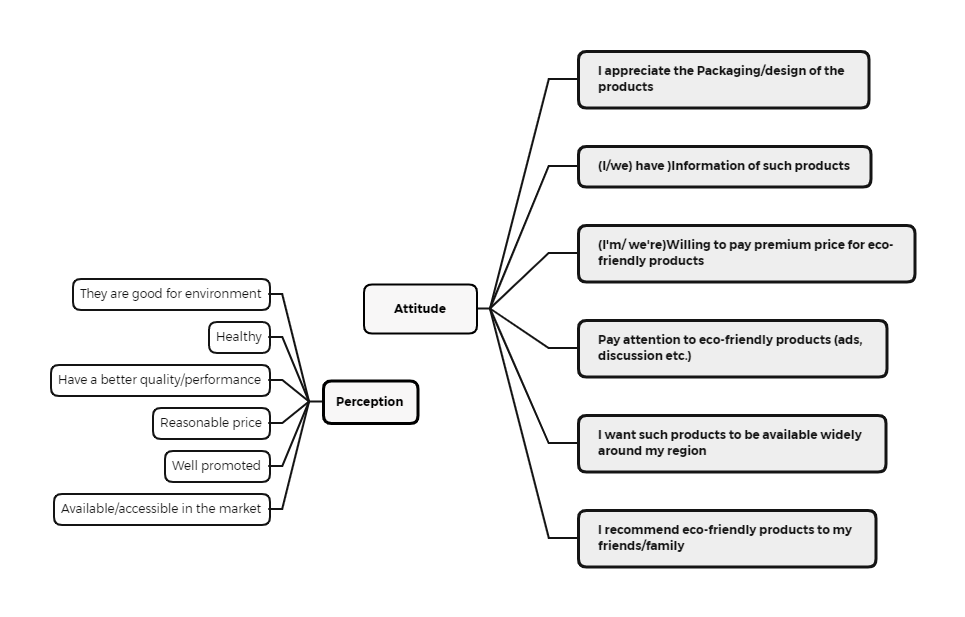 They are good for environment
Healthy
Have a better quality/performance
Reasonable price
Well promoted
Available/accessible in the market
Perception
Attitude
I appreciate the Packaging/design of the
products
(I/we) have )Information of such products
(I'm/ we're)Willing to pay premium price for eco-
friendly products
Pay attention to eco-friendly products (ads,
discussion etc.)
I want such products to be available widely
around my region
I recommend eco-friendly products to my
friends/family